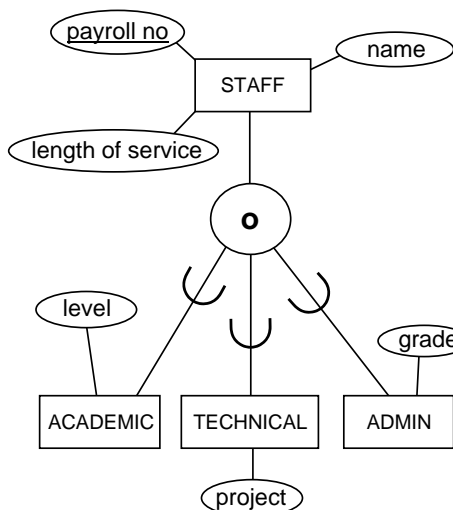 payroll no
name
STAFF
length of service
o
level
grade
ACADEMIC
TECHNICAL
ADMIN
project